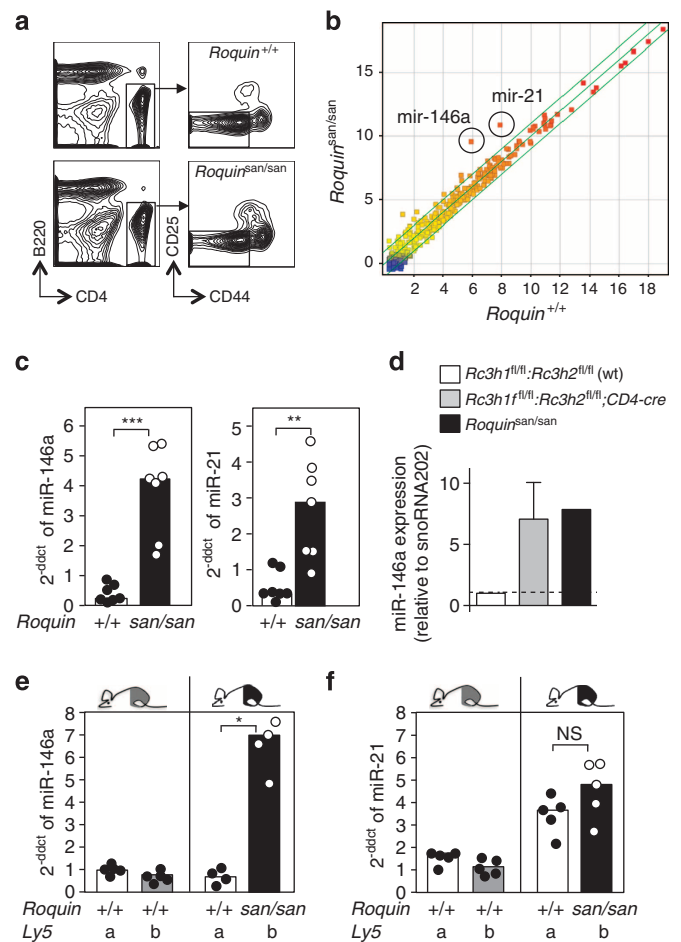 a
Roquin+/+
Roquinsan/san
B220
CD4
CD25
CD44
b
Roquinsan/san
15
10
5
0
mir-146a
mir-21
2 4 6 8 10 12 14 16 18
Roquin+/+
c
2-ddct of miR-146a
6
5
4
3
2
1
0
***
2-ddct of miR-21
5
4
3
2
1
0
**
Roquin +/+ san/san +/+ san/san
d
Rc3h1fl/fl:Rc3h2fl/fl (wt)
Rc3h1f fl/fl:Rc3h2fl/fl;CD4-cre
Roquinsan/san
miR-146a expression
(relative to snoRNA202)
10
5
0
e
2-ddct of miR-146a
8
7
6
5
4
3
2
1
0
*
Roquin +/+ +/+ +/+ san/san
Ly5 a b a b
f
2-ddct of miR-21
8
7
6
5
4
3
2
1
0
NS
Roquin +/+ +/+ +/+ san/san
Ly5 a b a b